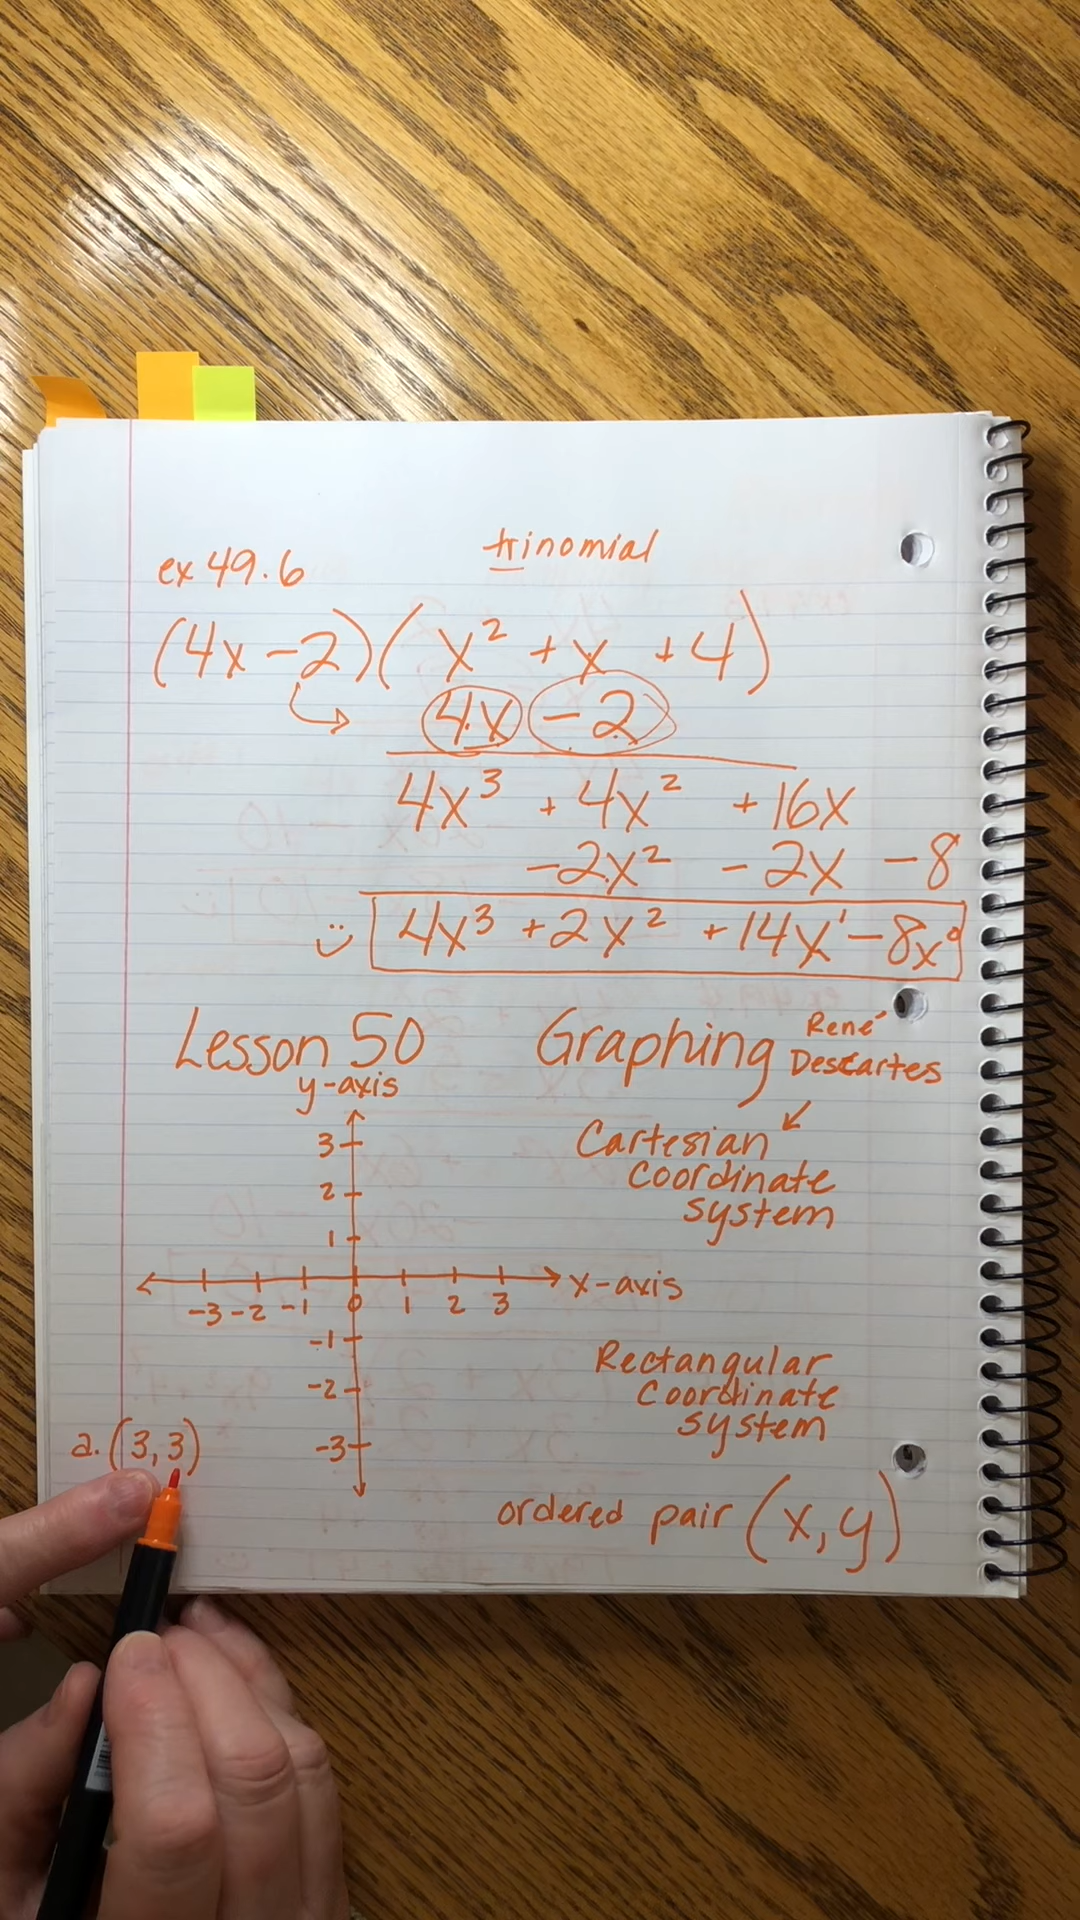 ex 49.6
trinomial
(4x - 2)(x² + x + 4)
4x - 2
4x³ + 4x² + 16x
-2x² - 2x - 8
4x³ + 2x² + 14x¹ - 8x⁰
Lesson 50
Graphing
René
Descartes
y-axis
Cartesian
Coordinate
system
3
2
1
x-axis
-3 -2 -1 0 1 2 3
-1
-2
-3
Rectangular
Coordinate
system
a. (3, 3)
ordered pair (x, y)